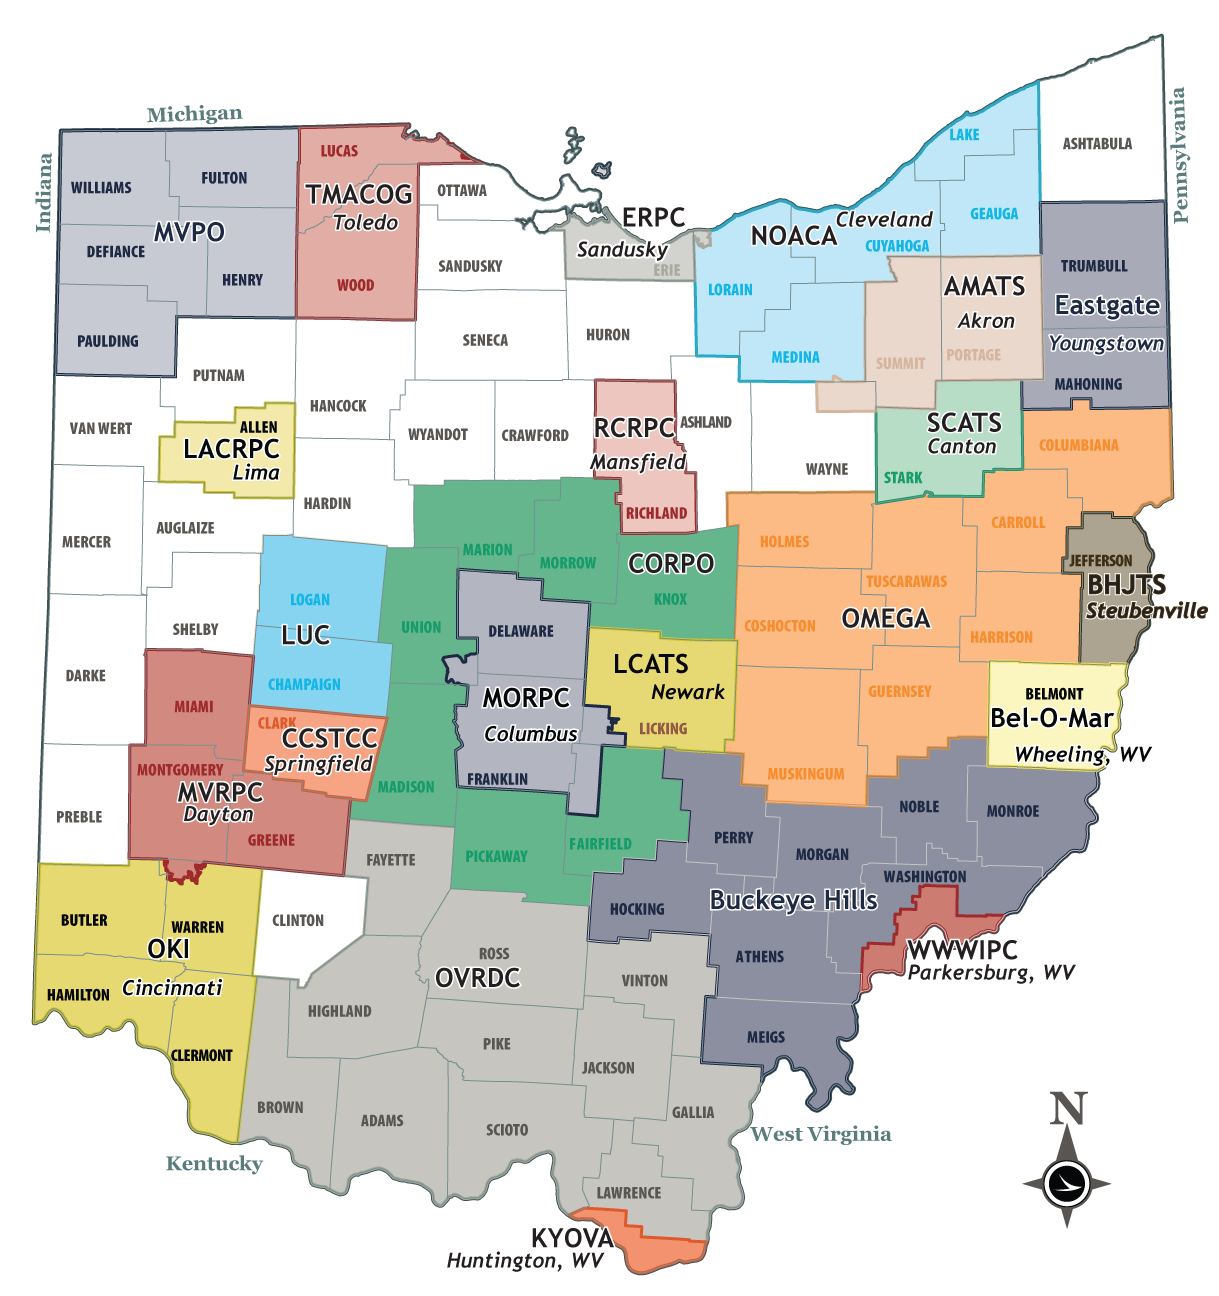 Michigan
Indiana
Pennsylvania
LUCAS
LAKE
ASHTABULA
WILLIAMS
FULTON
TMACOG
Toledo
OTTAWA
ERPC
Sandusky
ERIE
NOACA
Cleveland
CUYAHOGA
GEAUGA
MVPO
DEFIANCE
HENRY
WOOD
SANDUSKY
LORAIN
AMATS
Akron
TRUMBULL
Eastgate
Youngstown
PAULDING
SENECA
HURON
MEDINA
SUMMIT
PORTAGE
MAHONING
PUTNAM
HANCOCK
VAN WERT
ALLEN
LACRPC
Lima
WYANDOT
CRAWFORD
RCRPC
Mansfield
RICHLAND
ASHLAND
WAYNE
SCATS
Canton
STARK
COLUMBIANA
HARDIN
MERCER
AUGLAIZE
MARION
MORROW
CORPO
KNOX
HOLMES
CARROLL
JEFFERSON
BHJTS
Steubenville
TUSCARAWAS
LOGAN
LUC
CHAMPAIGN
SHELBY
UNION
DELAWARE
COSHOCTON
OMEGA
HARRISON
DARKE
MIAMI
LCATS
Newark
LICKING
MORPC
Columbus
FRANKLIN
GUERNSEY
BELMONT
Bel-O-Mar
Wheeling, WV
CLARK
CCSTCC
Springfield
MONTGOMERY
MVRPC
Dayton
GREENE
MADISON
MUSKINGUM
PREBLE
FAYETTE
PICKAWAY
FAIRFIELD
PERRY
MORGAN
NOBLE
MONROE
WASHINGTON
Buckeye Hills
HOCKING
ATHENS
MEIGS
WWWIPC
Parkersburg, WV
BUTLER
WARREN
OKI
Cincinnati
HAMILTON
CLERMONT
CLINTON
ROSS
OVRDC
VINTON
HIGHLAND
PIKE
JACKSON
BROWN
ADAMS
SCIOTO
GALLIA
LAWRENCE
KYOVA
Huntington, WV
Kentucky
West Virginia
N